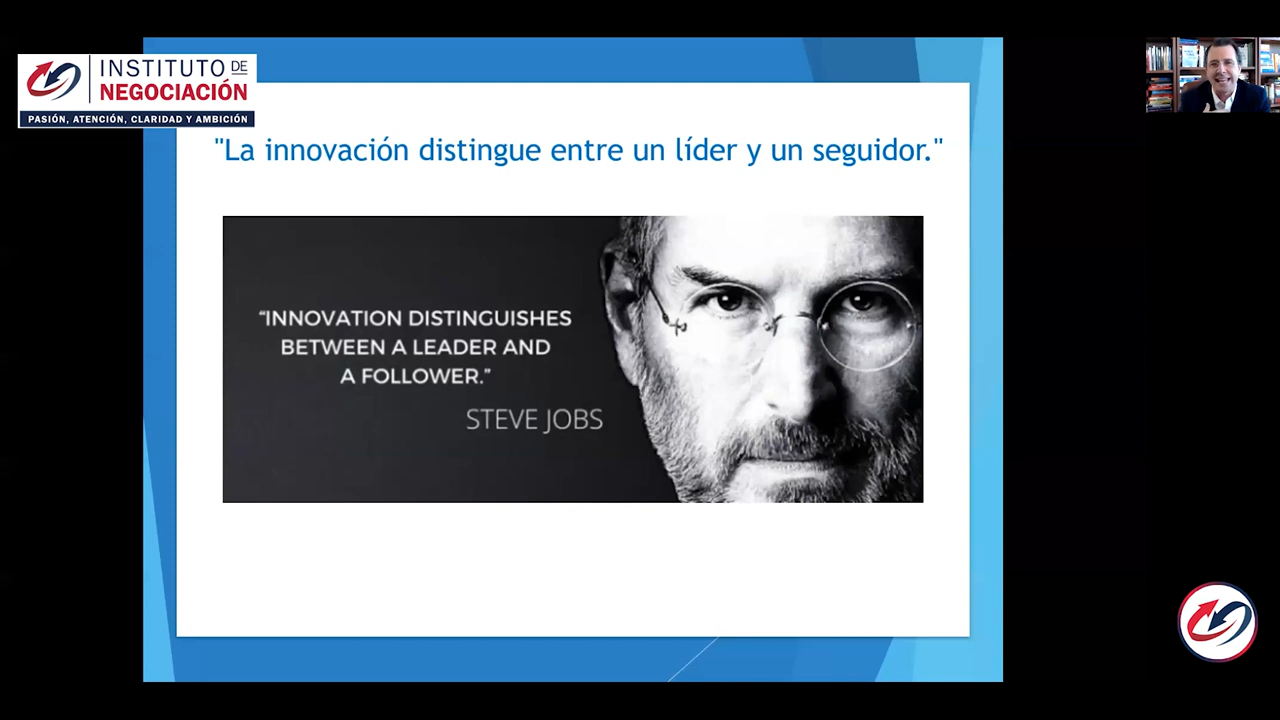 INSTITUTO DE
NEGOCIACIÓN
PASIÓN, ATENCIÓN, CLARIDAD Y AMBICIÓN
"La innovación distingue entre un líder y un seguidor."
“INNOVATION DISTINGUISHES
BETWEEN A LEADER AND
A FOLLOWER.”
STEVE JOBS